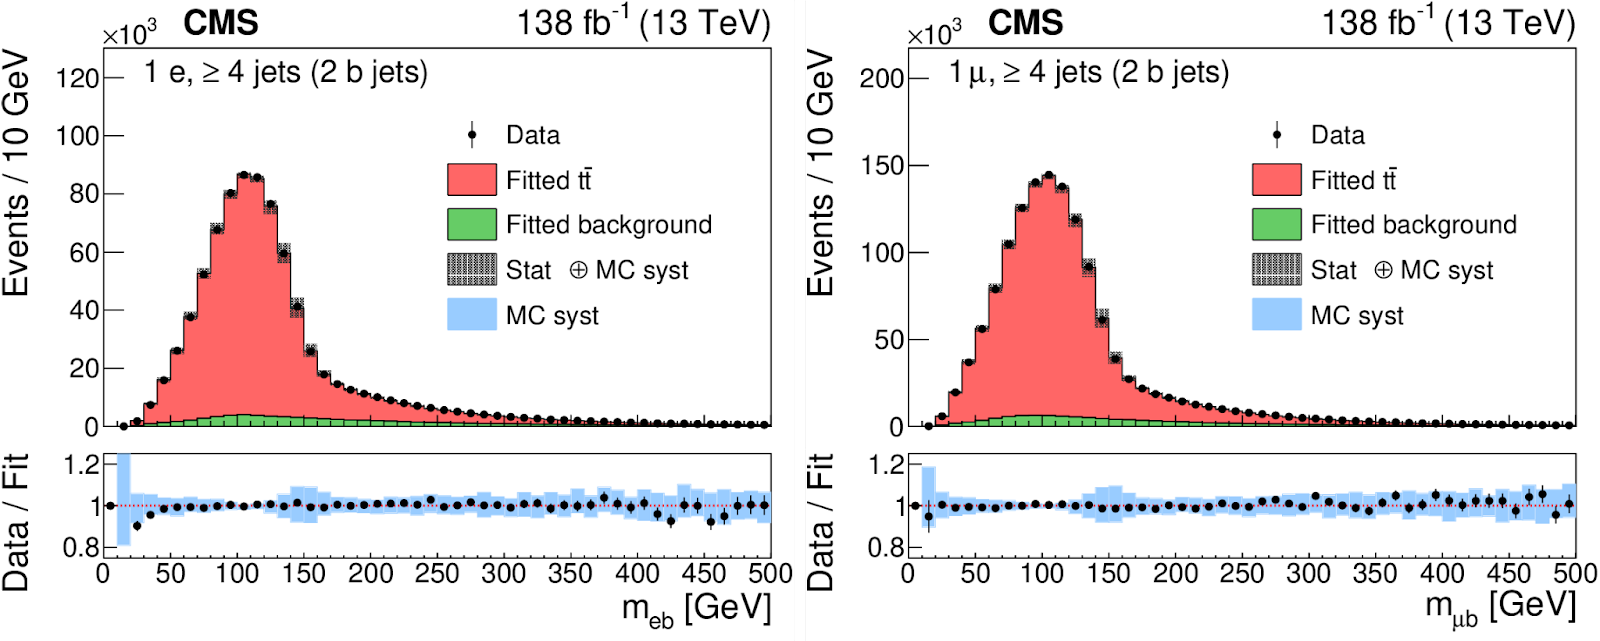 ×10³ CMS 138 fb⁻¹ (13 TeV)
1 e, ≥ 4 jets (2 b jets)
Events / 10 GeV
120
100
80
60
40
20
0
Data
Fitted tt̄
Fitted background
Stat ⊕ MC syst
MC syst
Data / Fit
1.2
1
0.8
0 50 100 150 200 250 300 350 400 450 500
m_eb [GeV]
×10³ CMS 138 fb⁻¹ (13 TeV)
1 μ, ≥ 4 jets (2 b jets)
Events / 10 GeV
200
150
100
50
0
Data
Fitted tt̄
Fitted background
Stat ⊕ MC syst
MC syst
Data / Fit
1.2
1
0.8
0 50 100 150 200 250 300 350 400 450 500
m_μb [GeV]